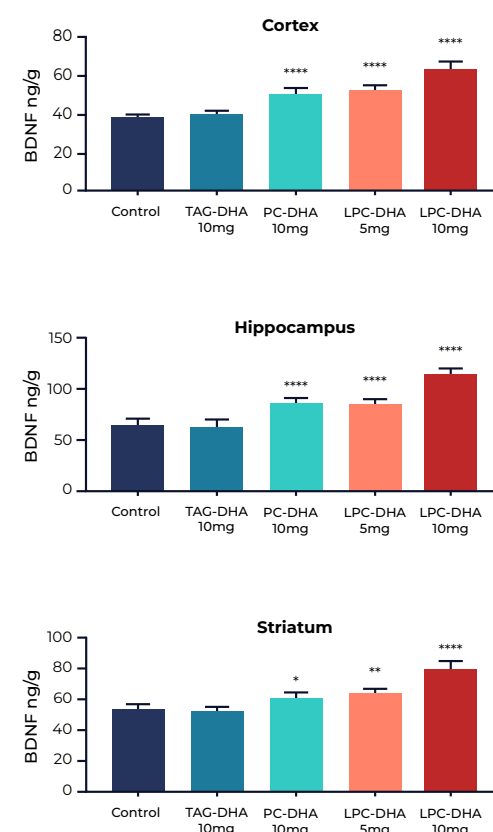 Cortex
BDNF ng/g
80
60
40
20
0
****
****
****
Control
TAG-DHA
10mg
PC-DHA
10mg
LPC-DHA
5mg
LPC-DHA
10mg
Hippocampus
BDNF ng/g
150
100
50
0
****
****
****
Control
TAG-DHA
10mg
PC-DHA
10mg
LPC-DHA
5mg
LPC-DHA
10mg
Striatum
BDNF ng/g
100
80
60
40
20
0
*
**
****
Control
TAG-DHA
10mg
PC-DHA
10mg
LPC-DHA
5mg
LPC-DHA
10mg